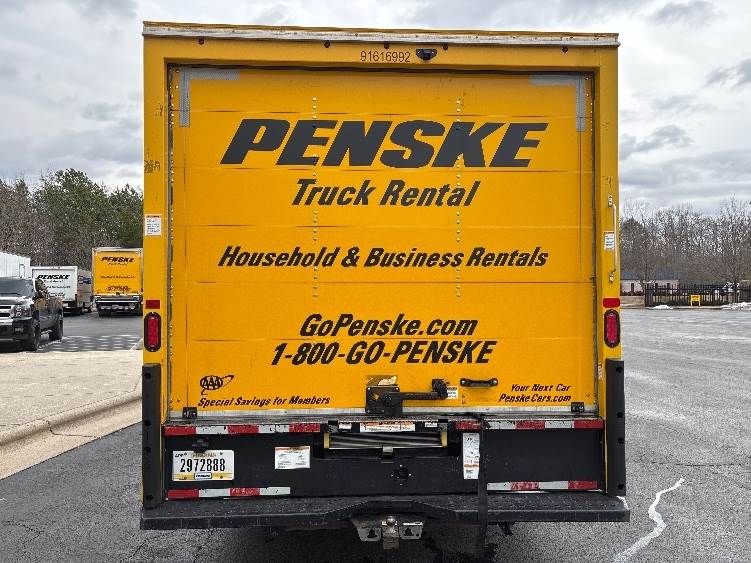 91616992
PENSKE
Truck Rental
Household & Business Rentals
GoPenske.com
1-800-GO-PENSKE
AAA
Special Savings for Members
Your Next Car
PenskeCars.com
2972888
PENSKE
PENSKE